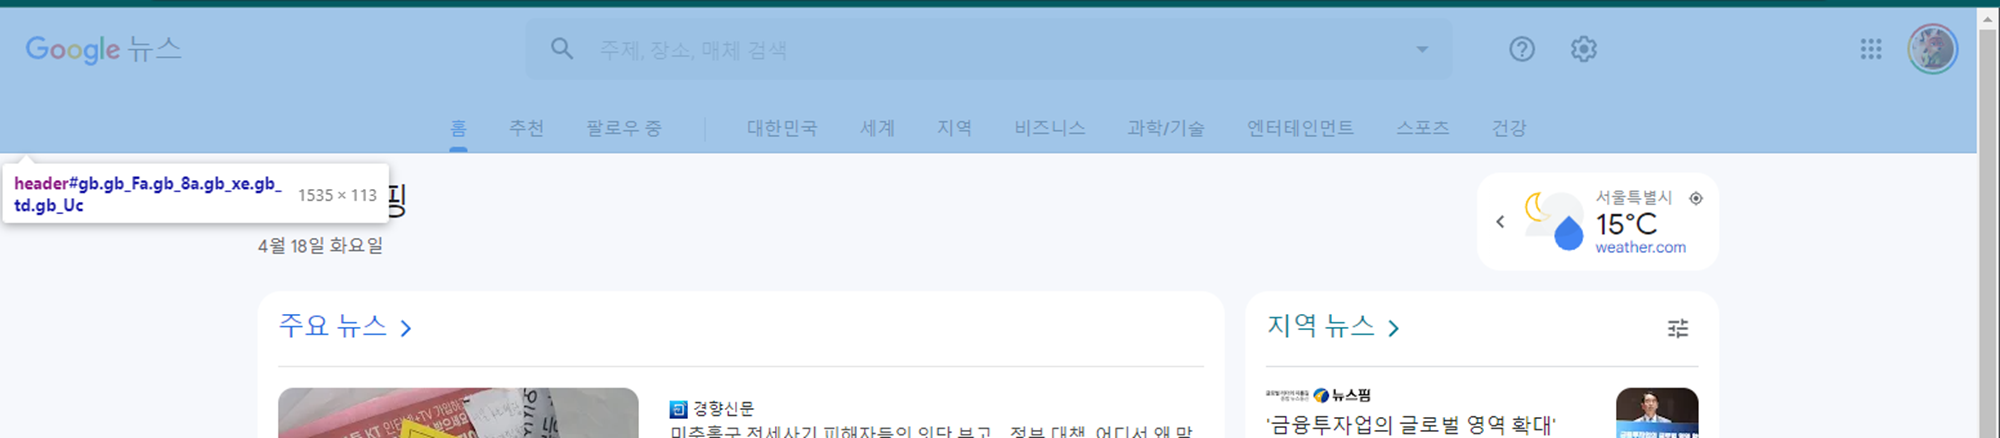 Google 뉴스
주제, 장소, 매체 검색
홈 추천 팔로우 중 대한민국 세계 지역 비즈니스 과학/기술 엔터테인먼트 스포츠 건강
header#gb.gb_Fa.gb_8a.gb_xe.gb_
td.gb_Uc
1535 × 113
핑
4월 18일 화요일
서울특별시
15°C
weather.com
주요 뉴스
지역 뉴스
경향신문
뉴스핌
'금융투자업의 글로벌 영역 확대'